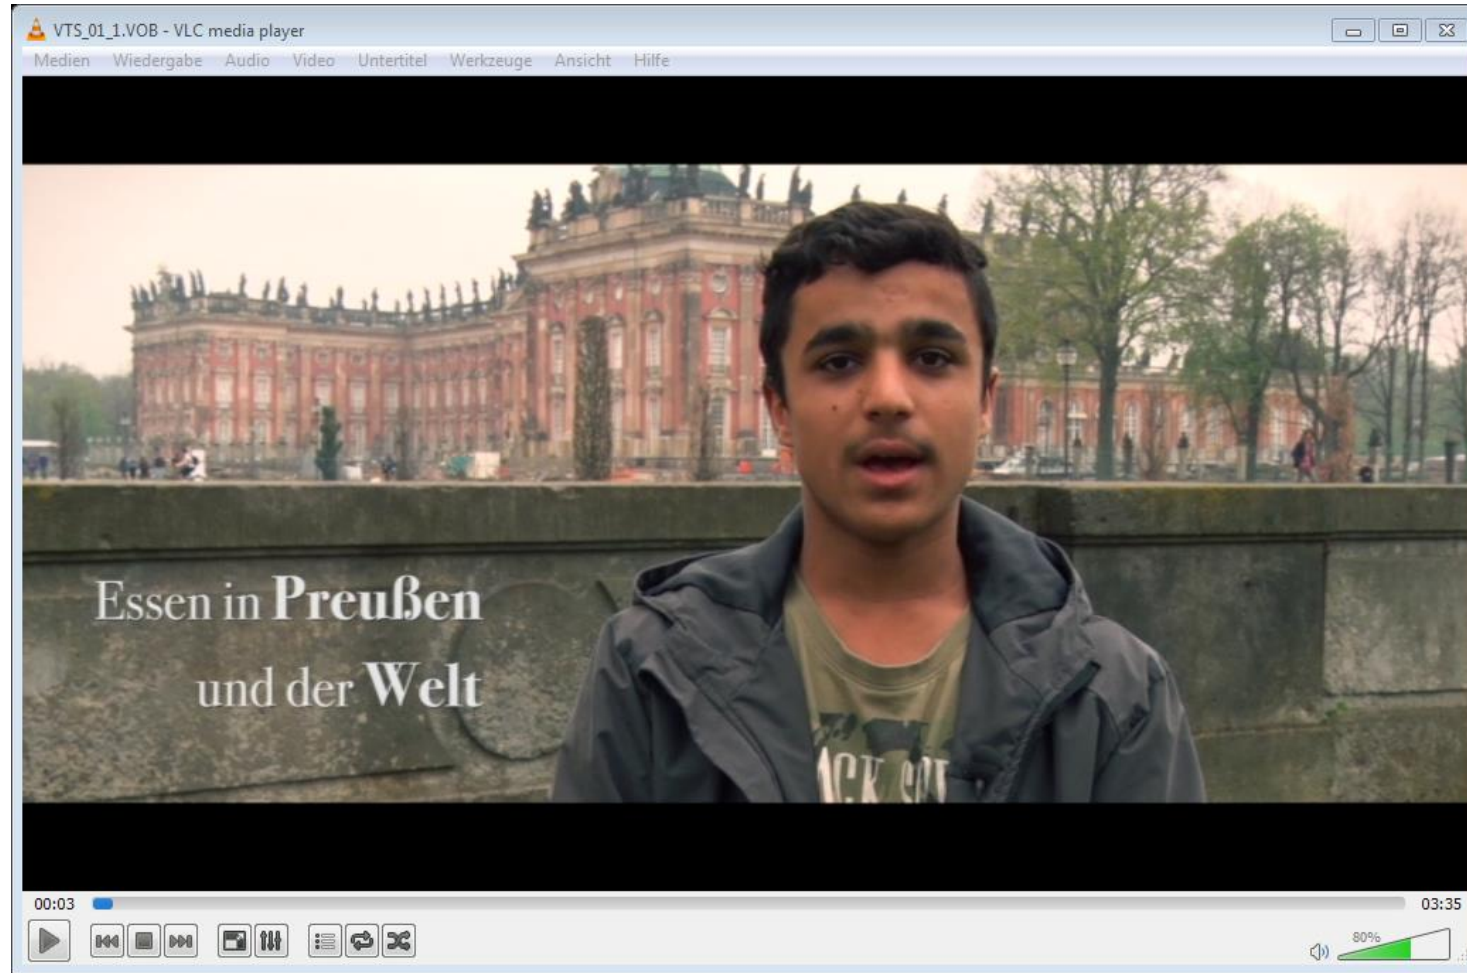 VTS_01_1.VOB - VLC media player
Medien Wiedergabe Audio Video Untertitel Werkzeuge Ansicht Hilfe
Essen in Preußen
und der Welt
00:03 03:35
80%